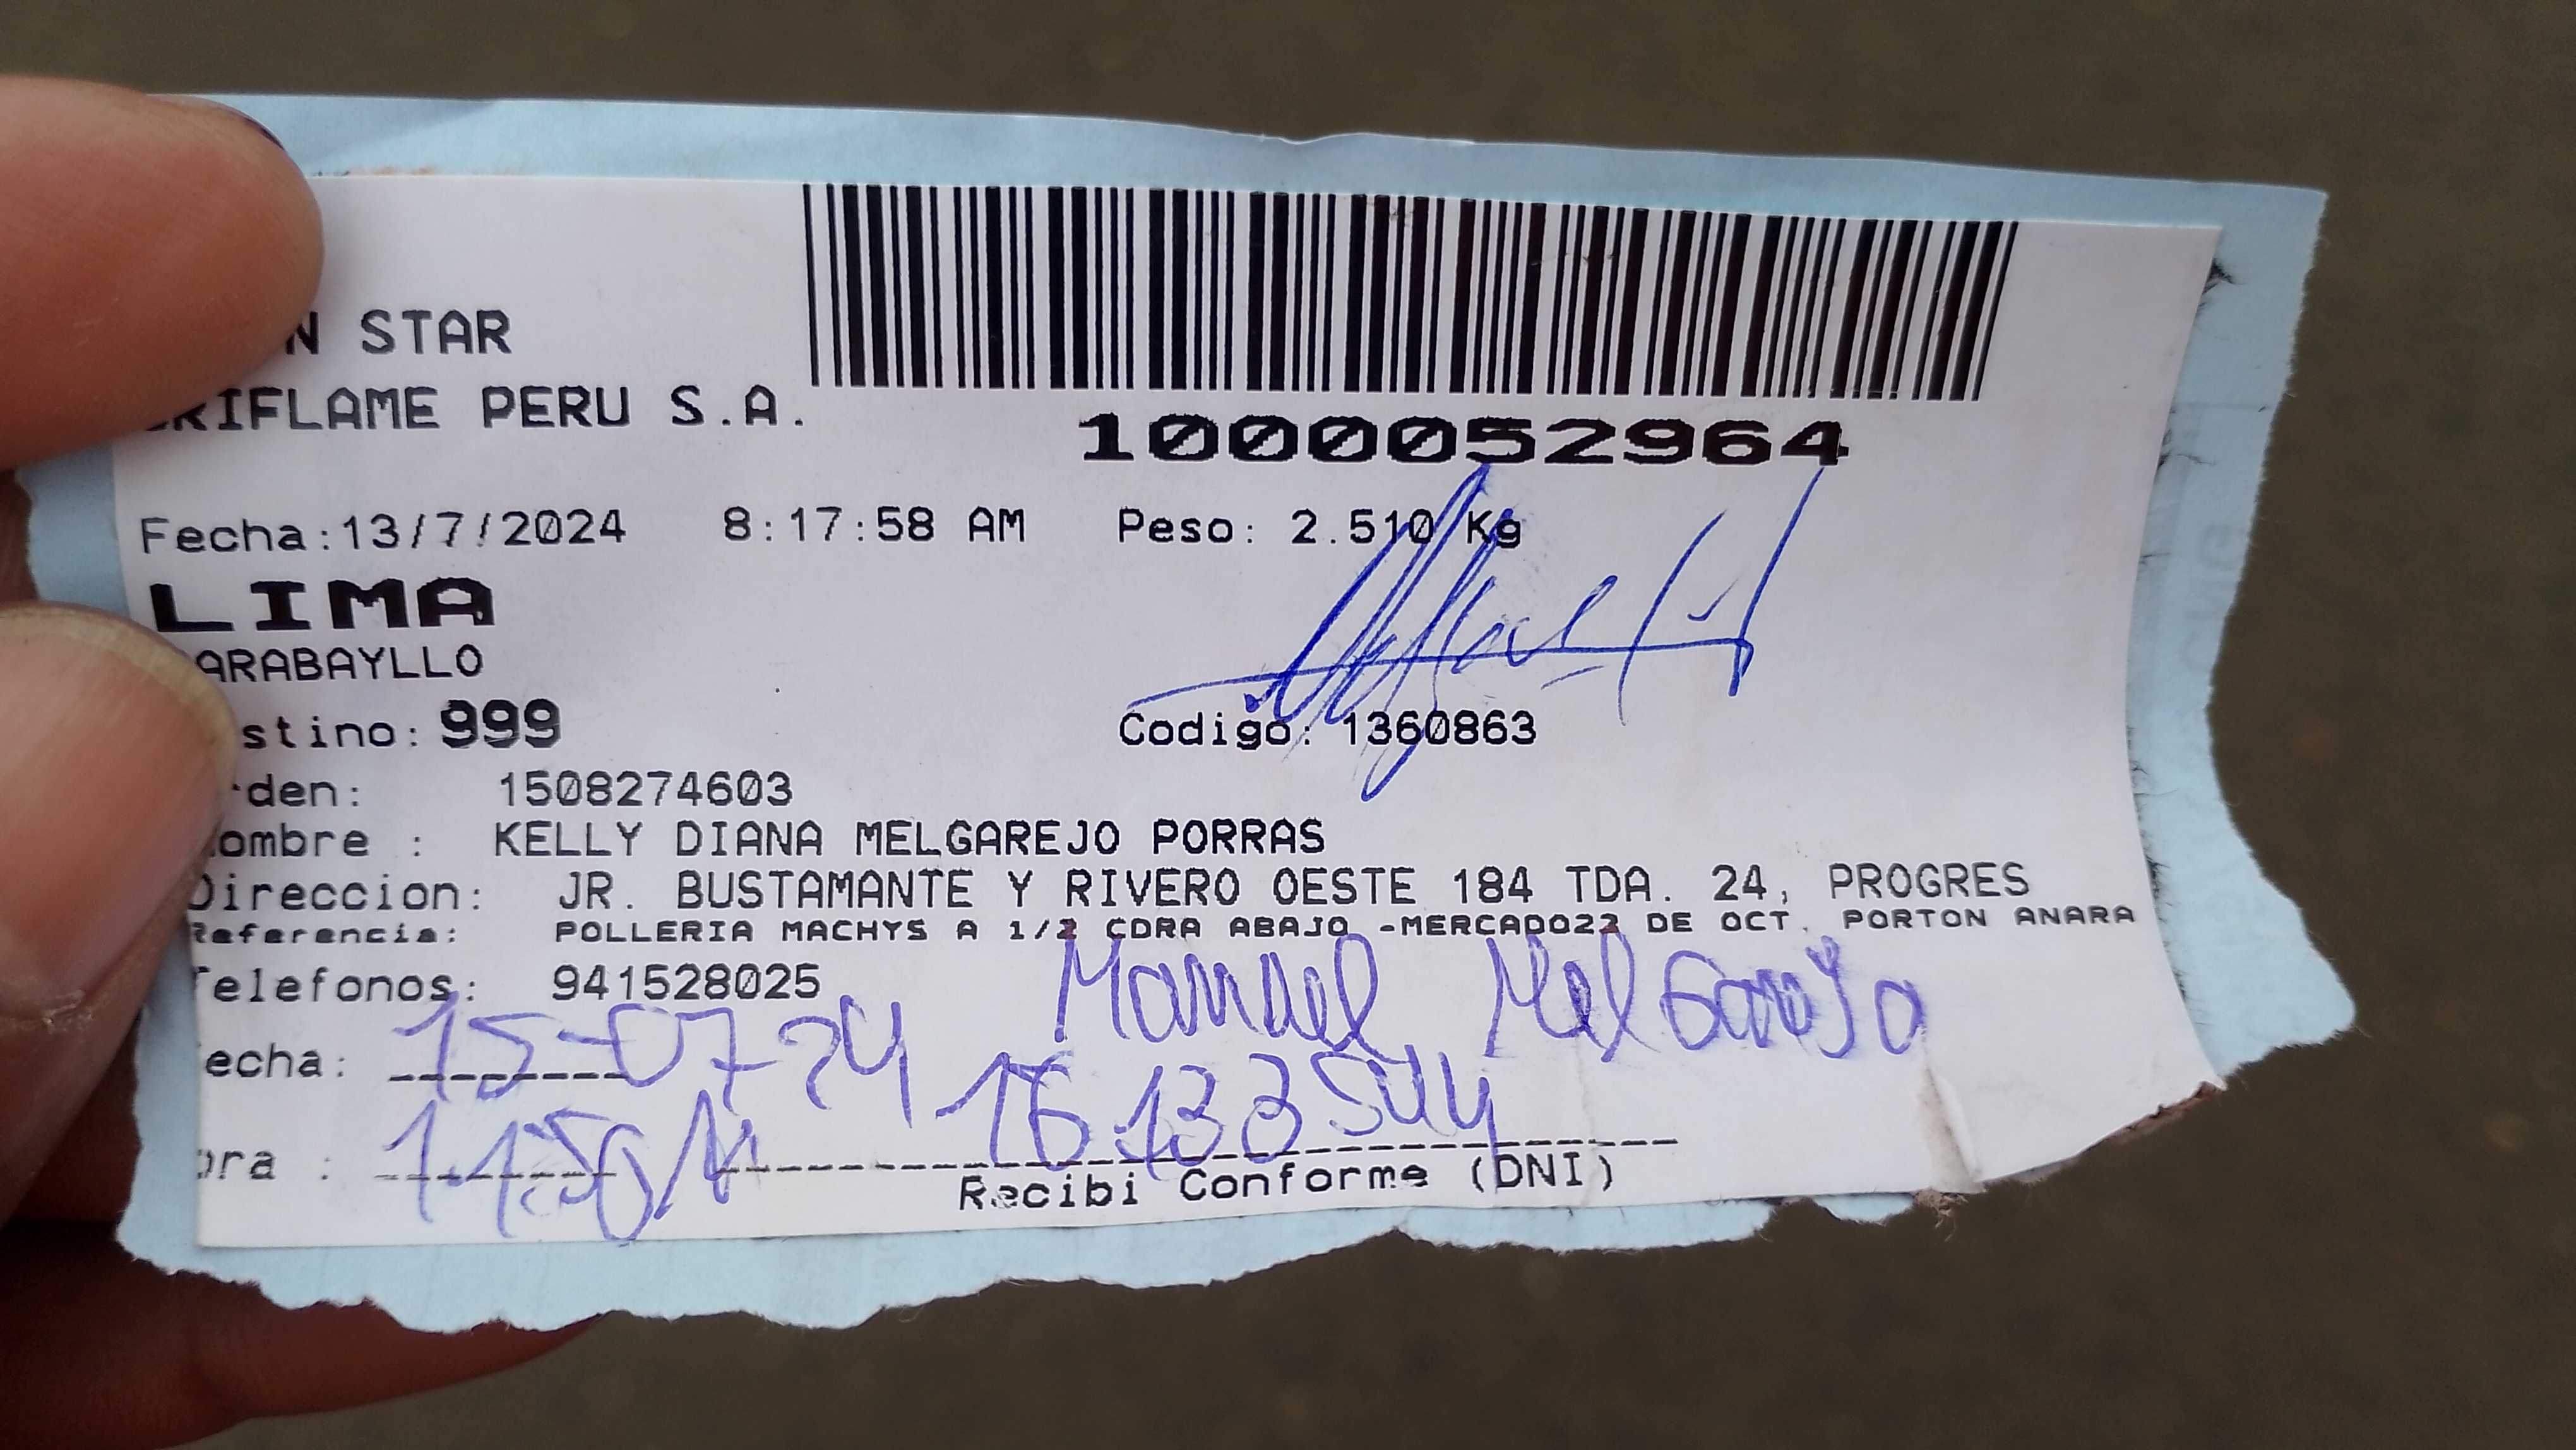 N STAR
RIFLAME PERU S.A.
1000052964
Fecha:13/7/2024 8:17:58 AM Peso: 2.510 Kg
LIMA
ARABAYLLO
stino: 999 Codigo: 1360863
den: 1508274603
ombre : KELLY DIANA MELGAREJO PORRAS
Direccion: JR. BUSTAMANTE Y RIVERO OESTE 184 TDA. 24, PROGRES
Referencia: POLLERIA MACHYS A 1/2 CDRA ABAJO -MERCADO22 DE OCT. PORTON ANARA
Telefonos: 941528025 Manuel Melgarejo
echa: 15-07-24 16133544
ora :
Recibi Conforme (DNI)